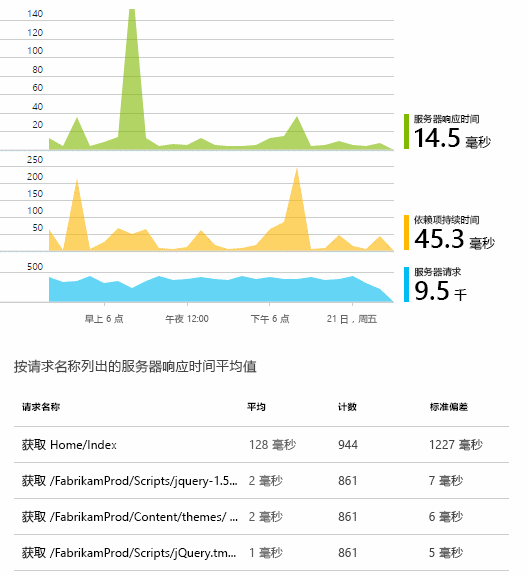 140
120
100
80
60
40
20
服务器响应时间
14.5 毫秒
250
200
150
100
50
依赖项持续时间
45.3 毫秒
500
服务器请求
9.5 千
早上 6 点 午夜 12:00 下午 6 点 21 日，周五
按请求名称列出的服务器响应时间平均值
请求名称 平均 计数 标准偏差
获取 Home/Index 128 毫秒 944 1227 毫秒
获取 /FabrikamProd/Scripts/jquery-1.5... 2 毫秒 861 7 毫秒
获取 /FabrikamProd/Content/themes/ ... 2 毫秒 861 6 毫秒
获取 /FabrikamProd/Scripts/jQuery.tm... 1 毫秒 861 5 毫秒